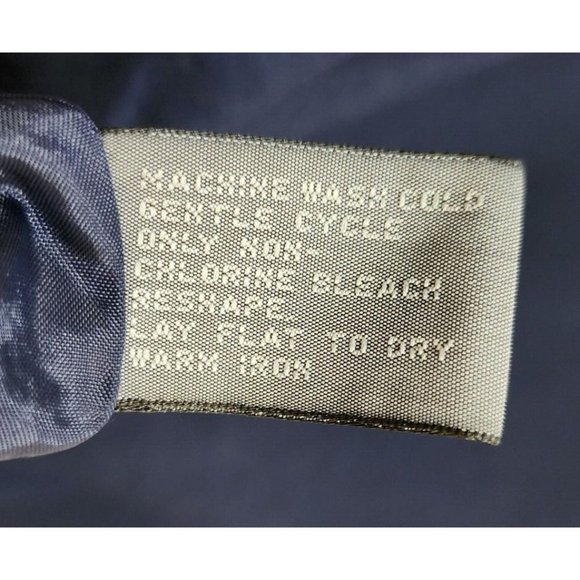 MACHINE WASH COLD
GENTLE CYCLE
ONLY NON-
CHLORINE BLEACH
RESHAPE
LAY FLAT TO DRY
WARM IRON